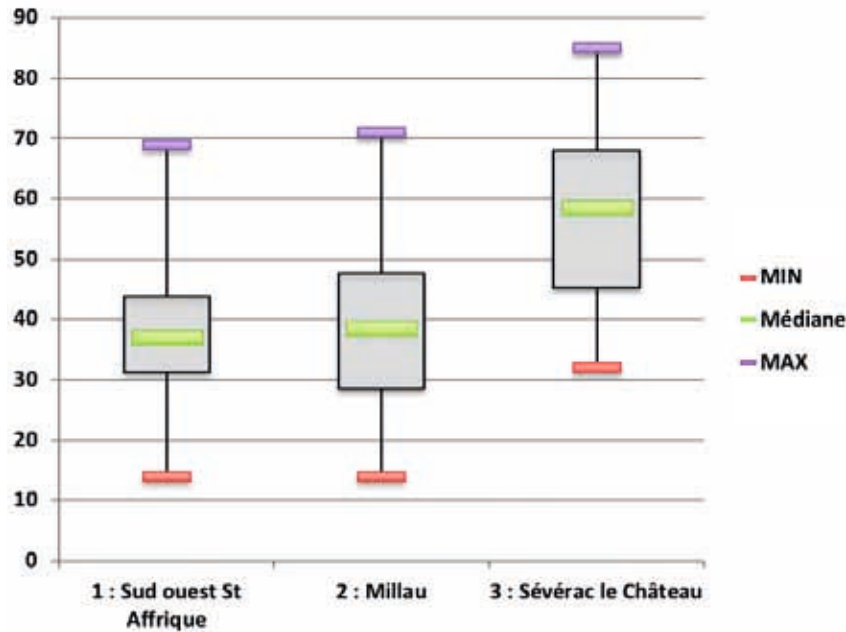 90
80
70
60
50
40
30
20
10
0
1 : Sud ouest St
Affrique
2 : Millau
3 : Sévérac le Château
MIN
Médiane
MAX